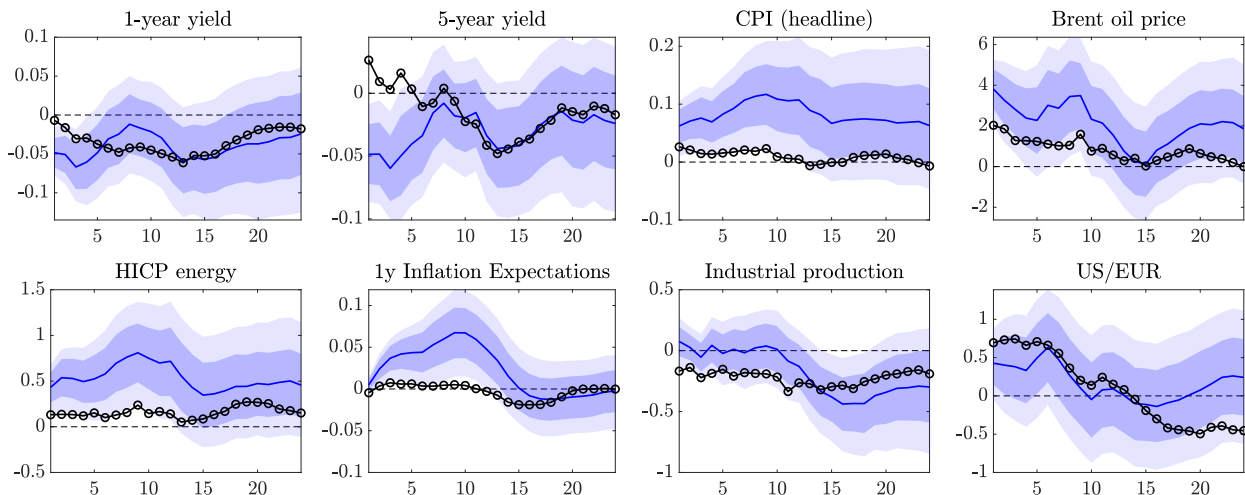 1-year yield
5-year yield
CPI (headline)
Brent oil price
0.1
0.05
0
-0.05
-0.1
5 10 15 20
0
-0.05
-0.1
5 10 15 20
0.2
0.1
0
-0.1
5 10 15 20
6
4
2
0
-2
5 10 15 20
HICP energy
1y Inflation Expectations
Industrial production
US/EUR
1.5
1
0.5
0
-0.5
5 10 15 20
0.1
0.05
0
-0.05
-0.1
5 10 15 20
0.5
0
-0.5
-1
5 10 15 20
1
0.5
0
-0.5
-1
5 10 15 20